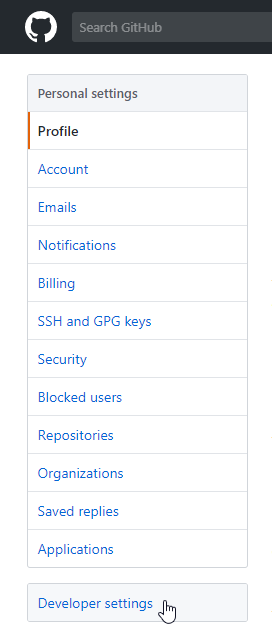 Search GitHub
Personal settings
Profile
Account
Emails
Notifications
Billing
SSH and GPG keys
Security
Blocked users
Repositories
Organizations
Saved replies
Applications
Developer settings